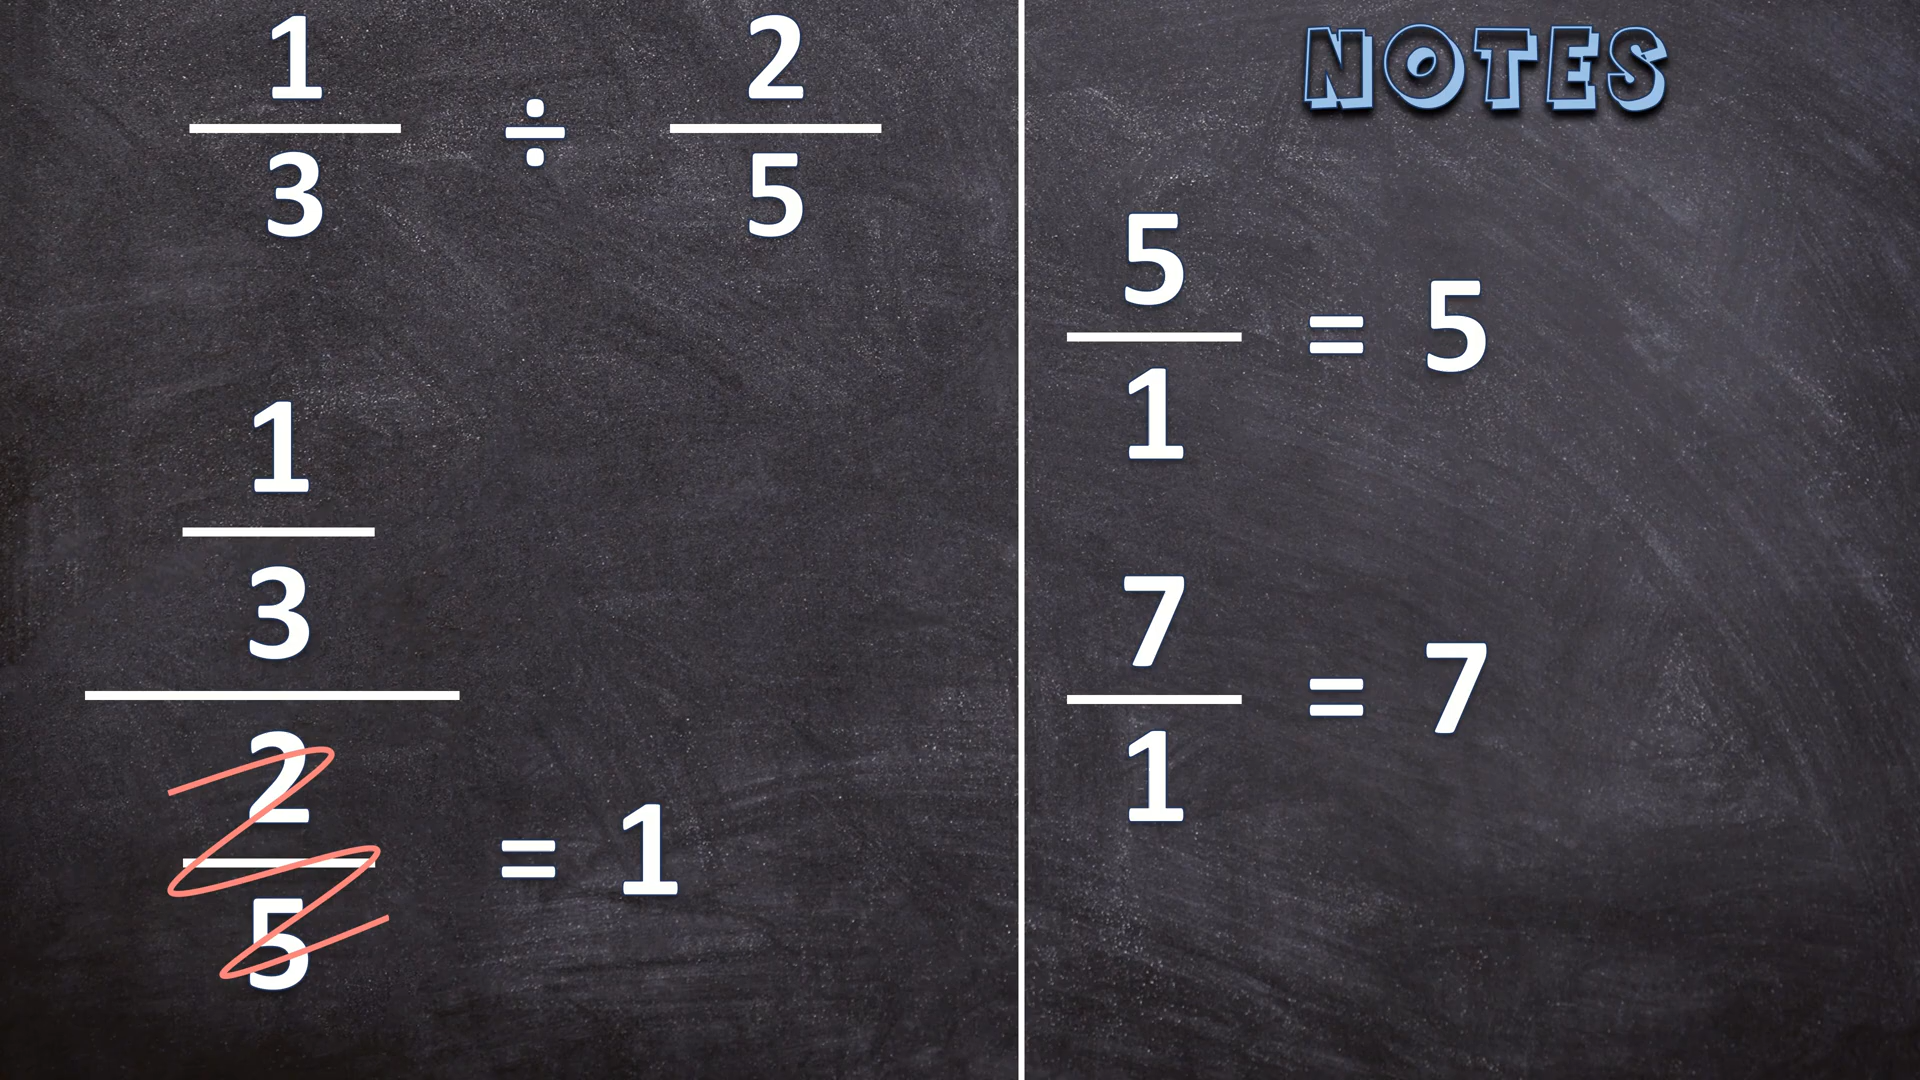 1/3 ÷ 2/5
1/3
2/5 = 1
NOTES
5/1 = 5
7/1 = 7